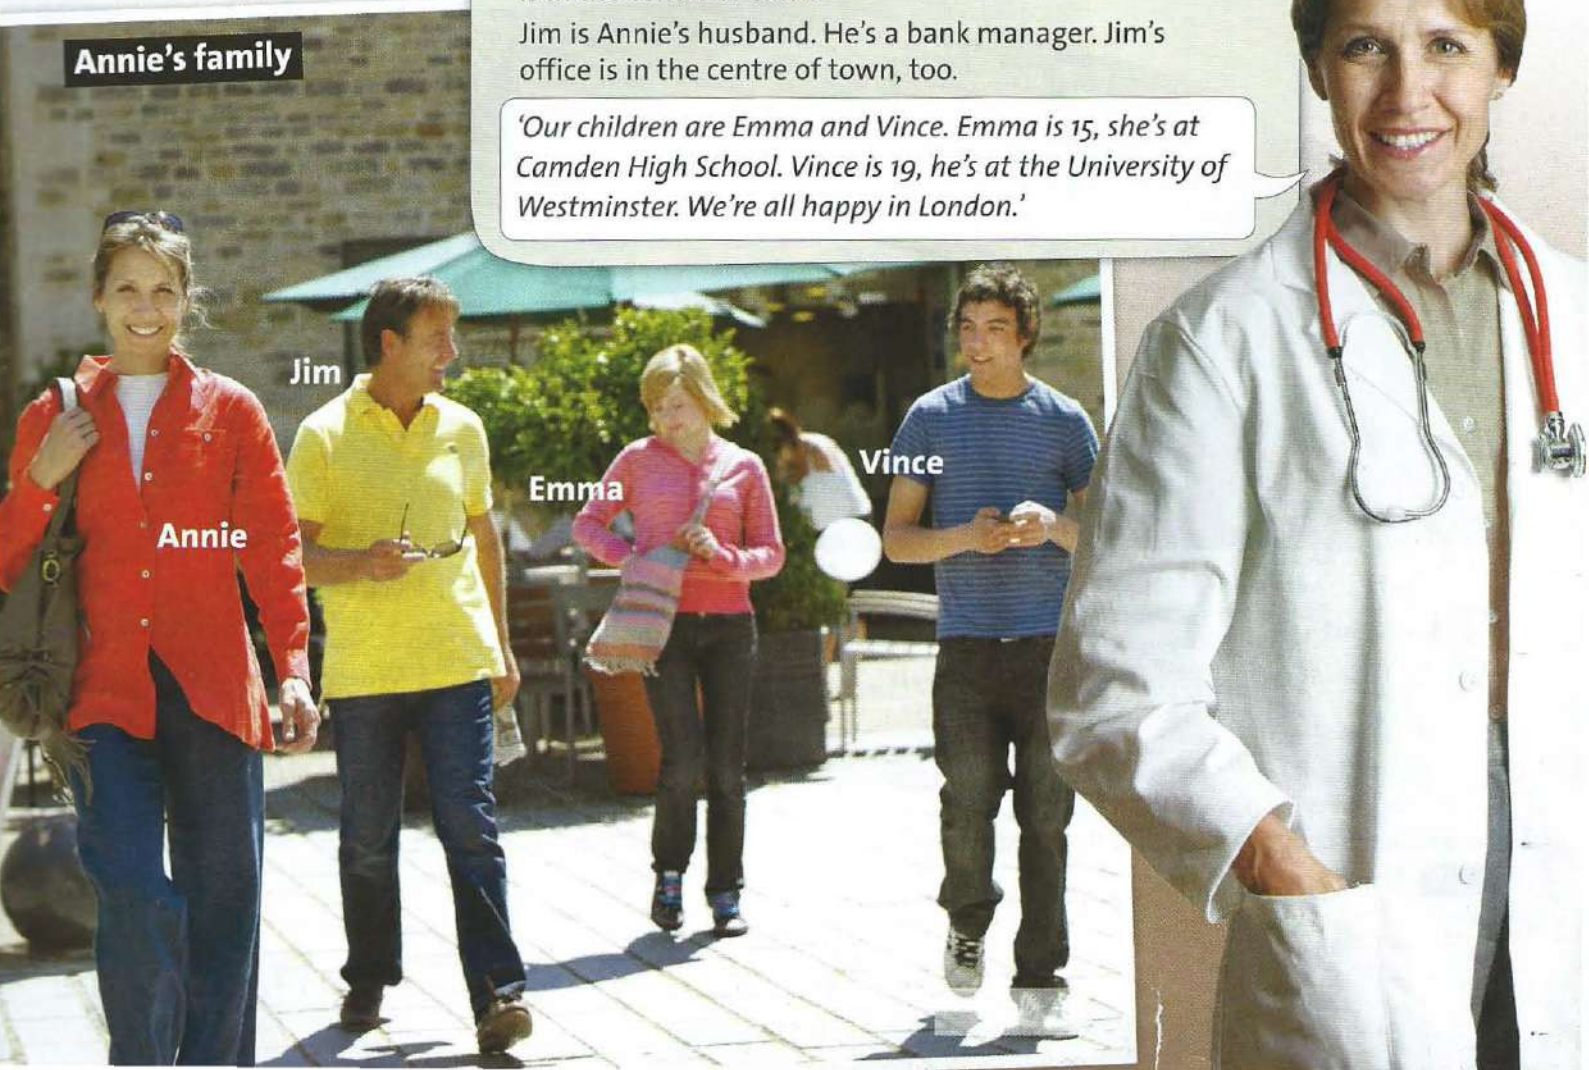 Annie's family
Jim is Annie's husband. He's a bank manager. Jim's
office is in the centre of town, too.
'Our children are Emma and Vince. Emma is 15, she's at
Camden High School. Vince is 19, he's at the University of
Westminster. We're all happy in London.'
Jim
Vince
Emma
Annie